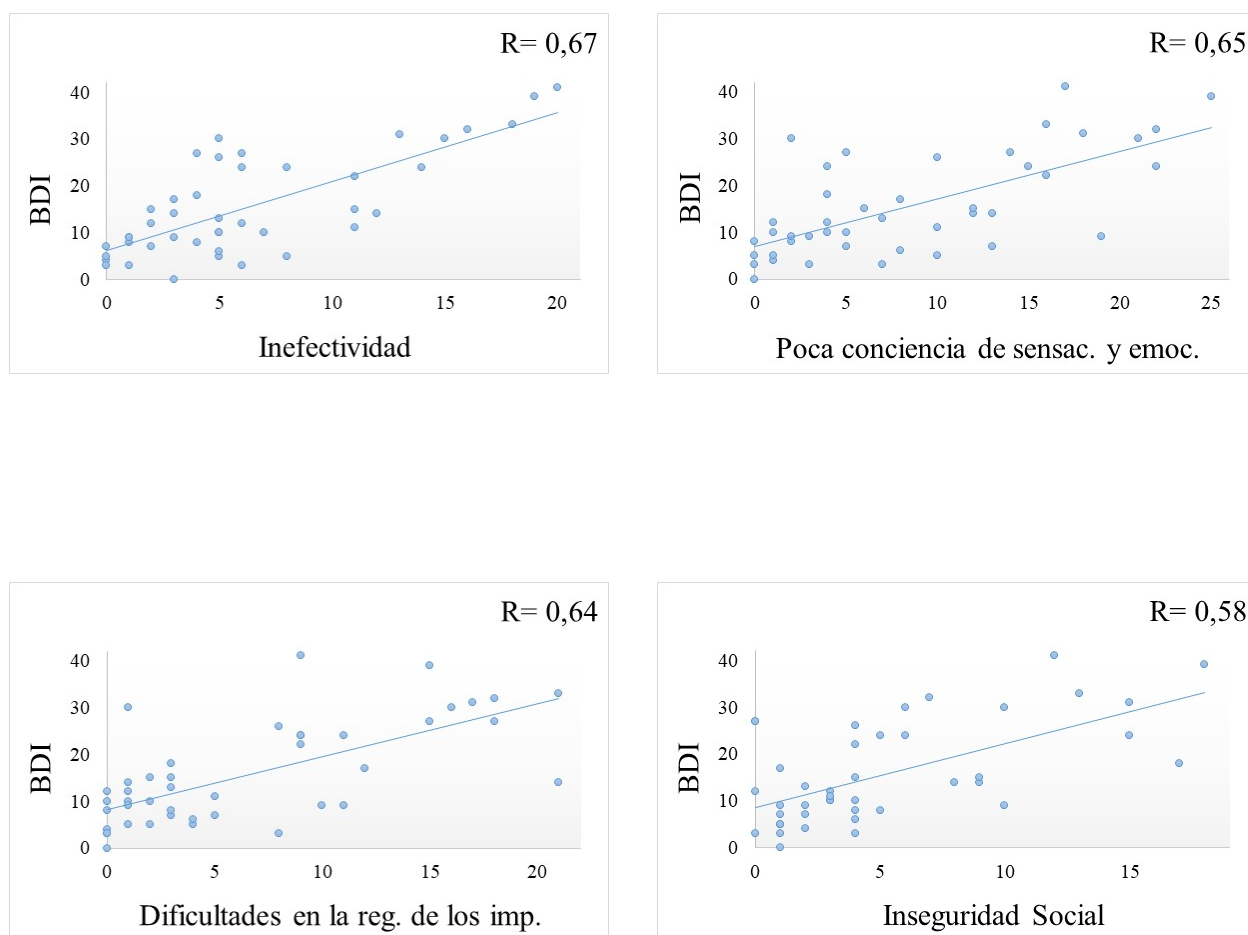 R= 0,67
40
30
20
10
0
BDI
0 5 10 15 20
Inefectividad
R= 0,65
40
30
20
10
0
BDI
0 5 10 15 20 25
Poca conciencia de sensac. y emoc.
R= 0,64
40
30
20
10
0
BDI
0 5 10 15 20
Dificultades en la reg. de los imp.
R= 0,58
40
30
20
10
0
BDI
0 5 10 15
Inseguridad Social